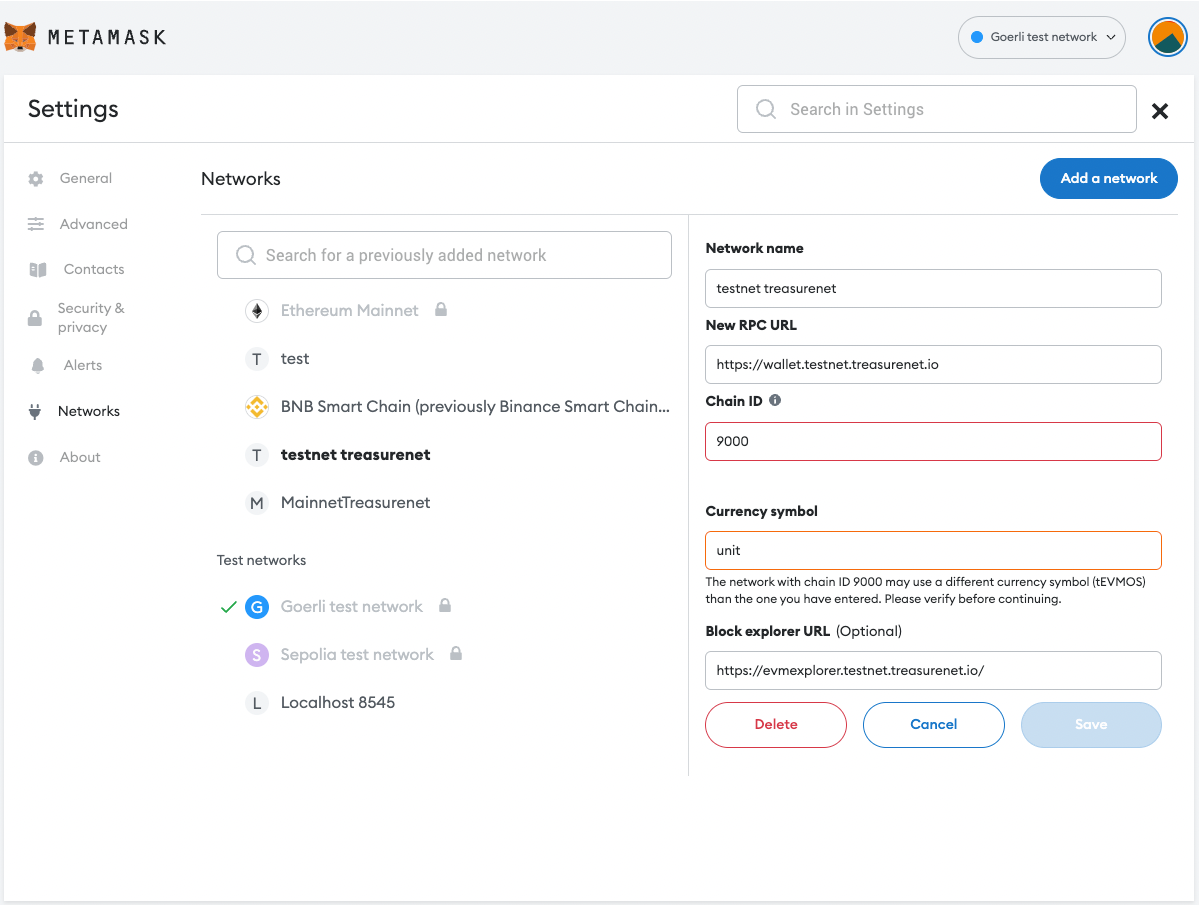 METAMASK
Goerli test network
Settings
Search in Settings
General
Advanced
Contacts
Security &
privacy
Alerts
Networks
About
Networks
Add a network
Search for a previously added network
Ethereum Mainnet
T test
BNB Smart Chain (previously Binance Smart Chain...
T testnet treasurenet
M MainnetTreasurenet
Test networks
G Goerli test network
S Sepolia test network
L Localhost 8545
Network name
testnet treasurenet
New RPC URL
https://wallet.testnet.treasurenet.io
Chain ID
9000
Currency symbol
unit
The network with chain ID 9000 may use a different currency symbol (tEVMOS)
than the one you have entered. Please verify before continuing.
Block explorer URL (Optional)
https://evmexplorer.testnet.treasurenet.io/
Delete
Cancel
Save